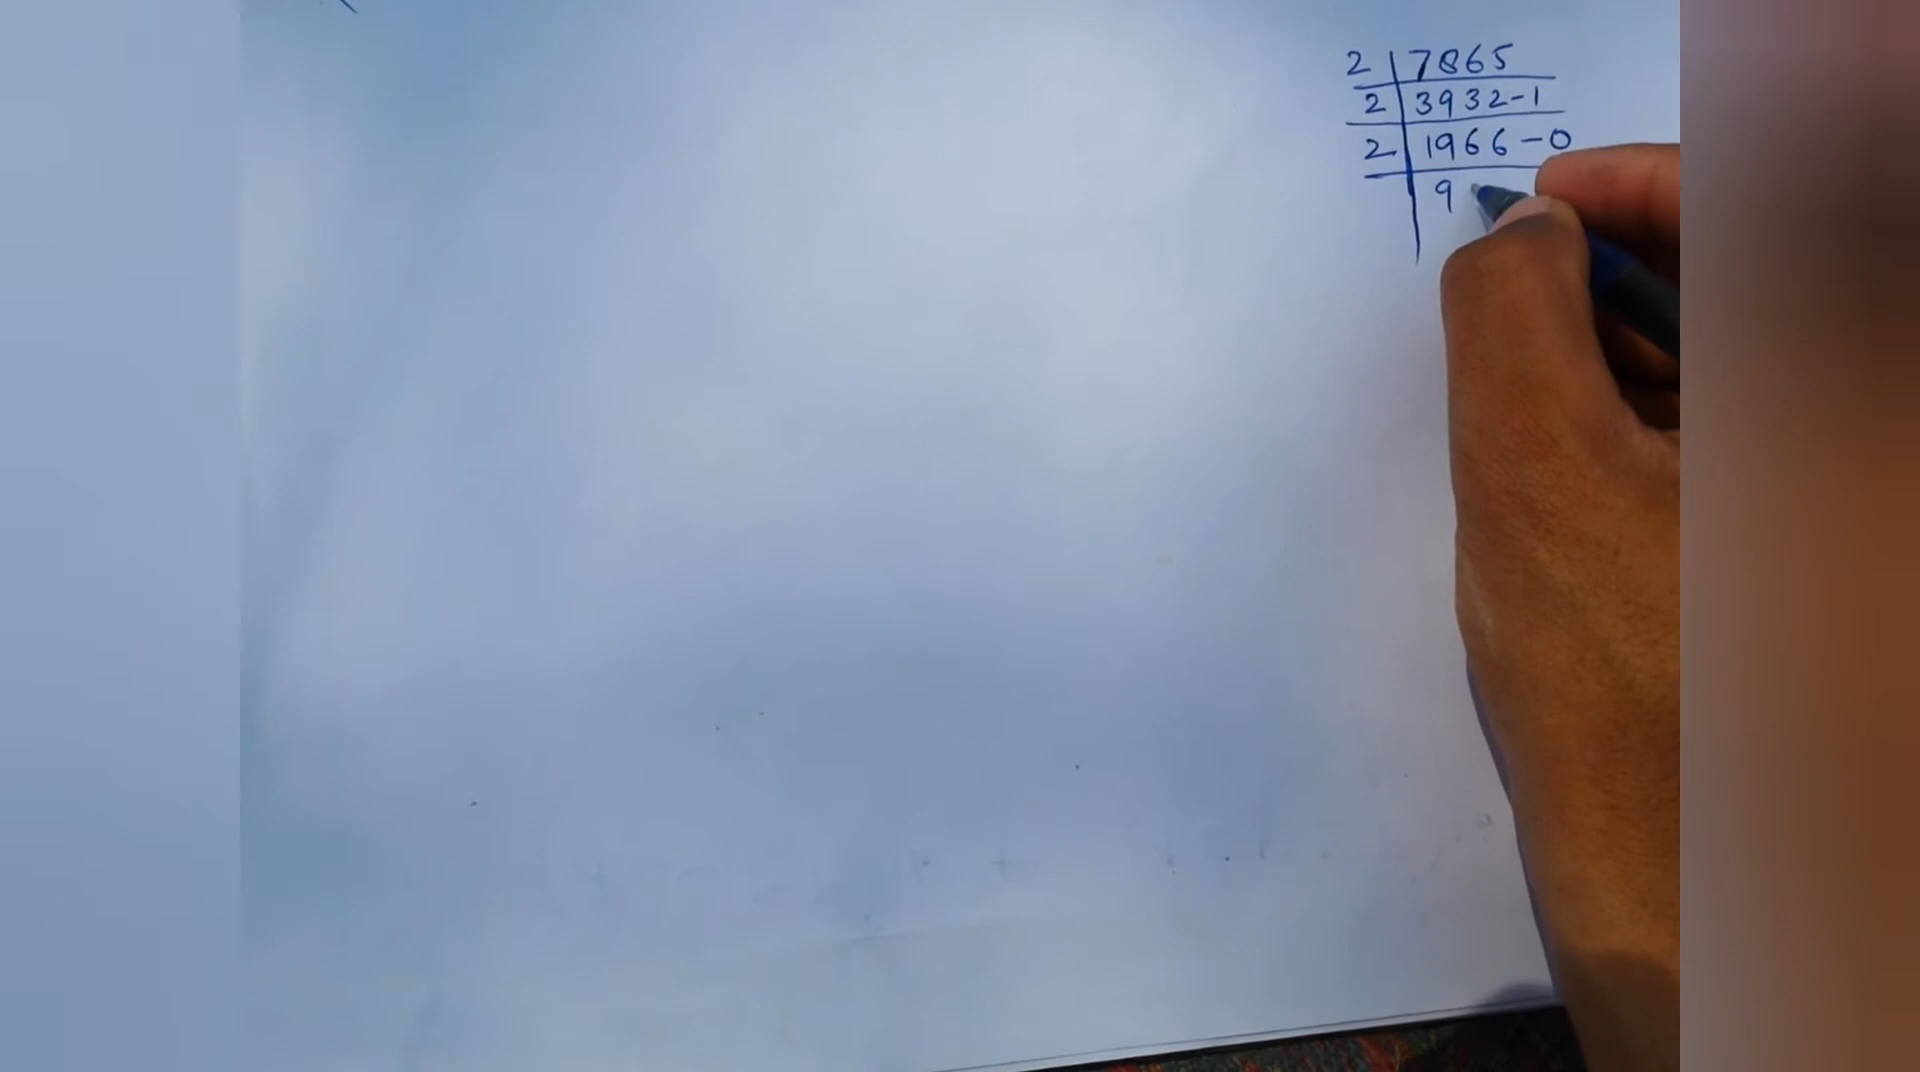 2 | 7865
2 | 3932-1
2 | 1966-0
| 9